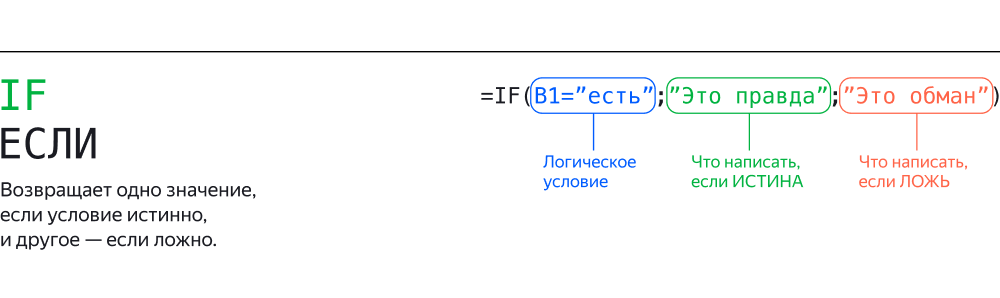 IF
ЕСЛИ
Возвращает одно значение,
если условие истинно,
и другое — если ложно.
=IF(B1=”есть”;”Это правда”;”Это обман”)
Логическое
условие
Что написать,
если ИСТИНА
Что написать,
если ЛОЖЬ